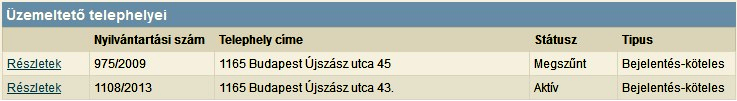 Üzemeltető telephelyei
Nyilvántartási szám Telephely címe Státusz Tipus
Részletek 975/2009 1165 Budapest Újszász utca 45 Megszűnt Bejelentés-köteles
Részletek 1108/2013 1165 Budapest Újszász utca 43. Aktív Bejelentés-köteles